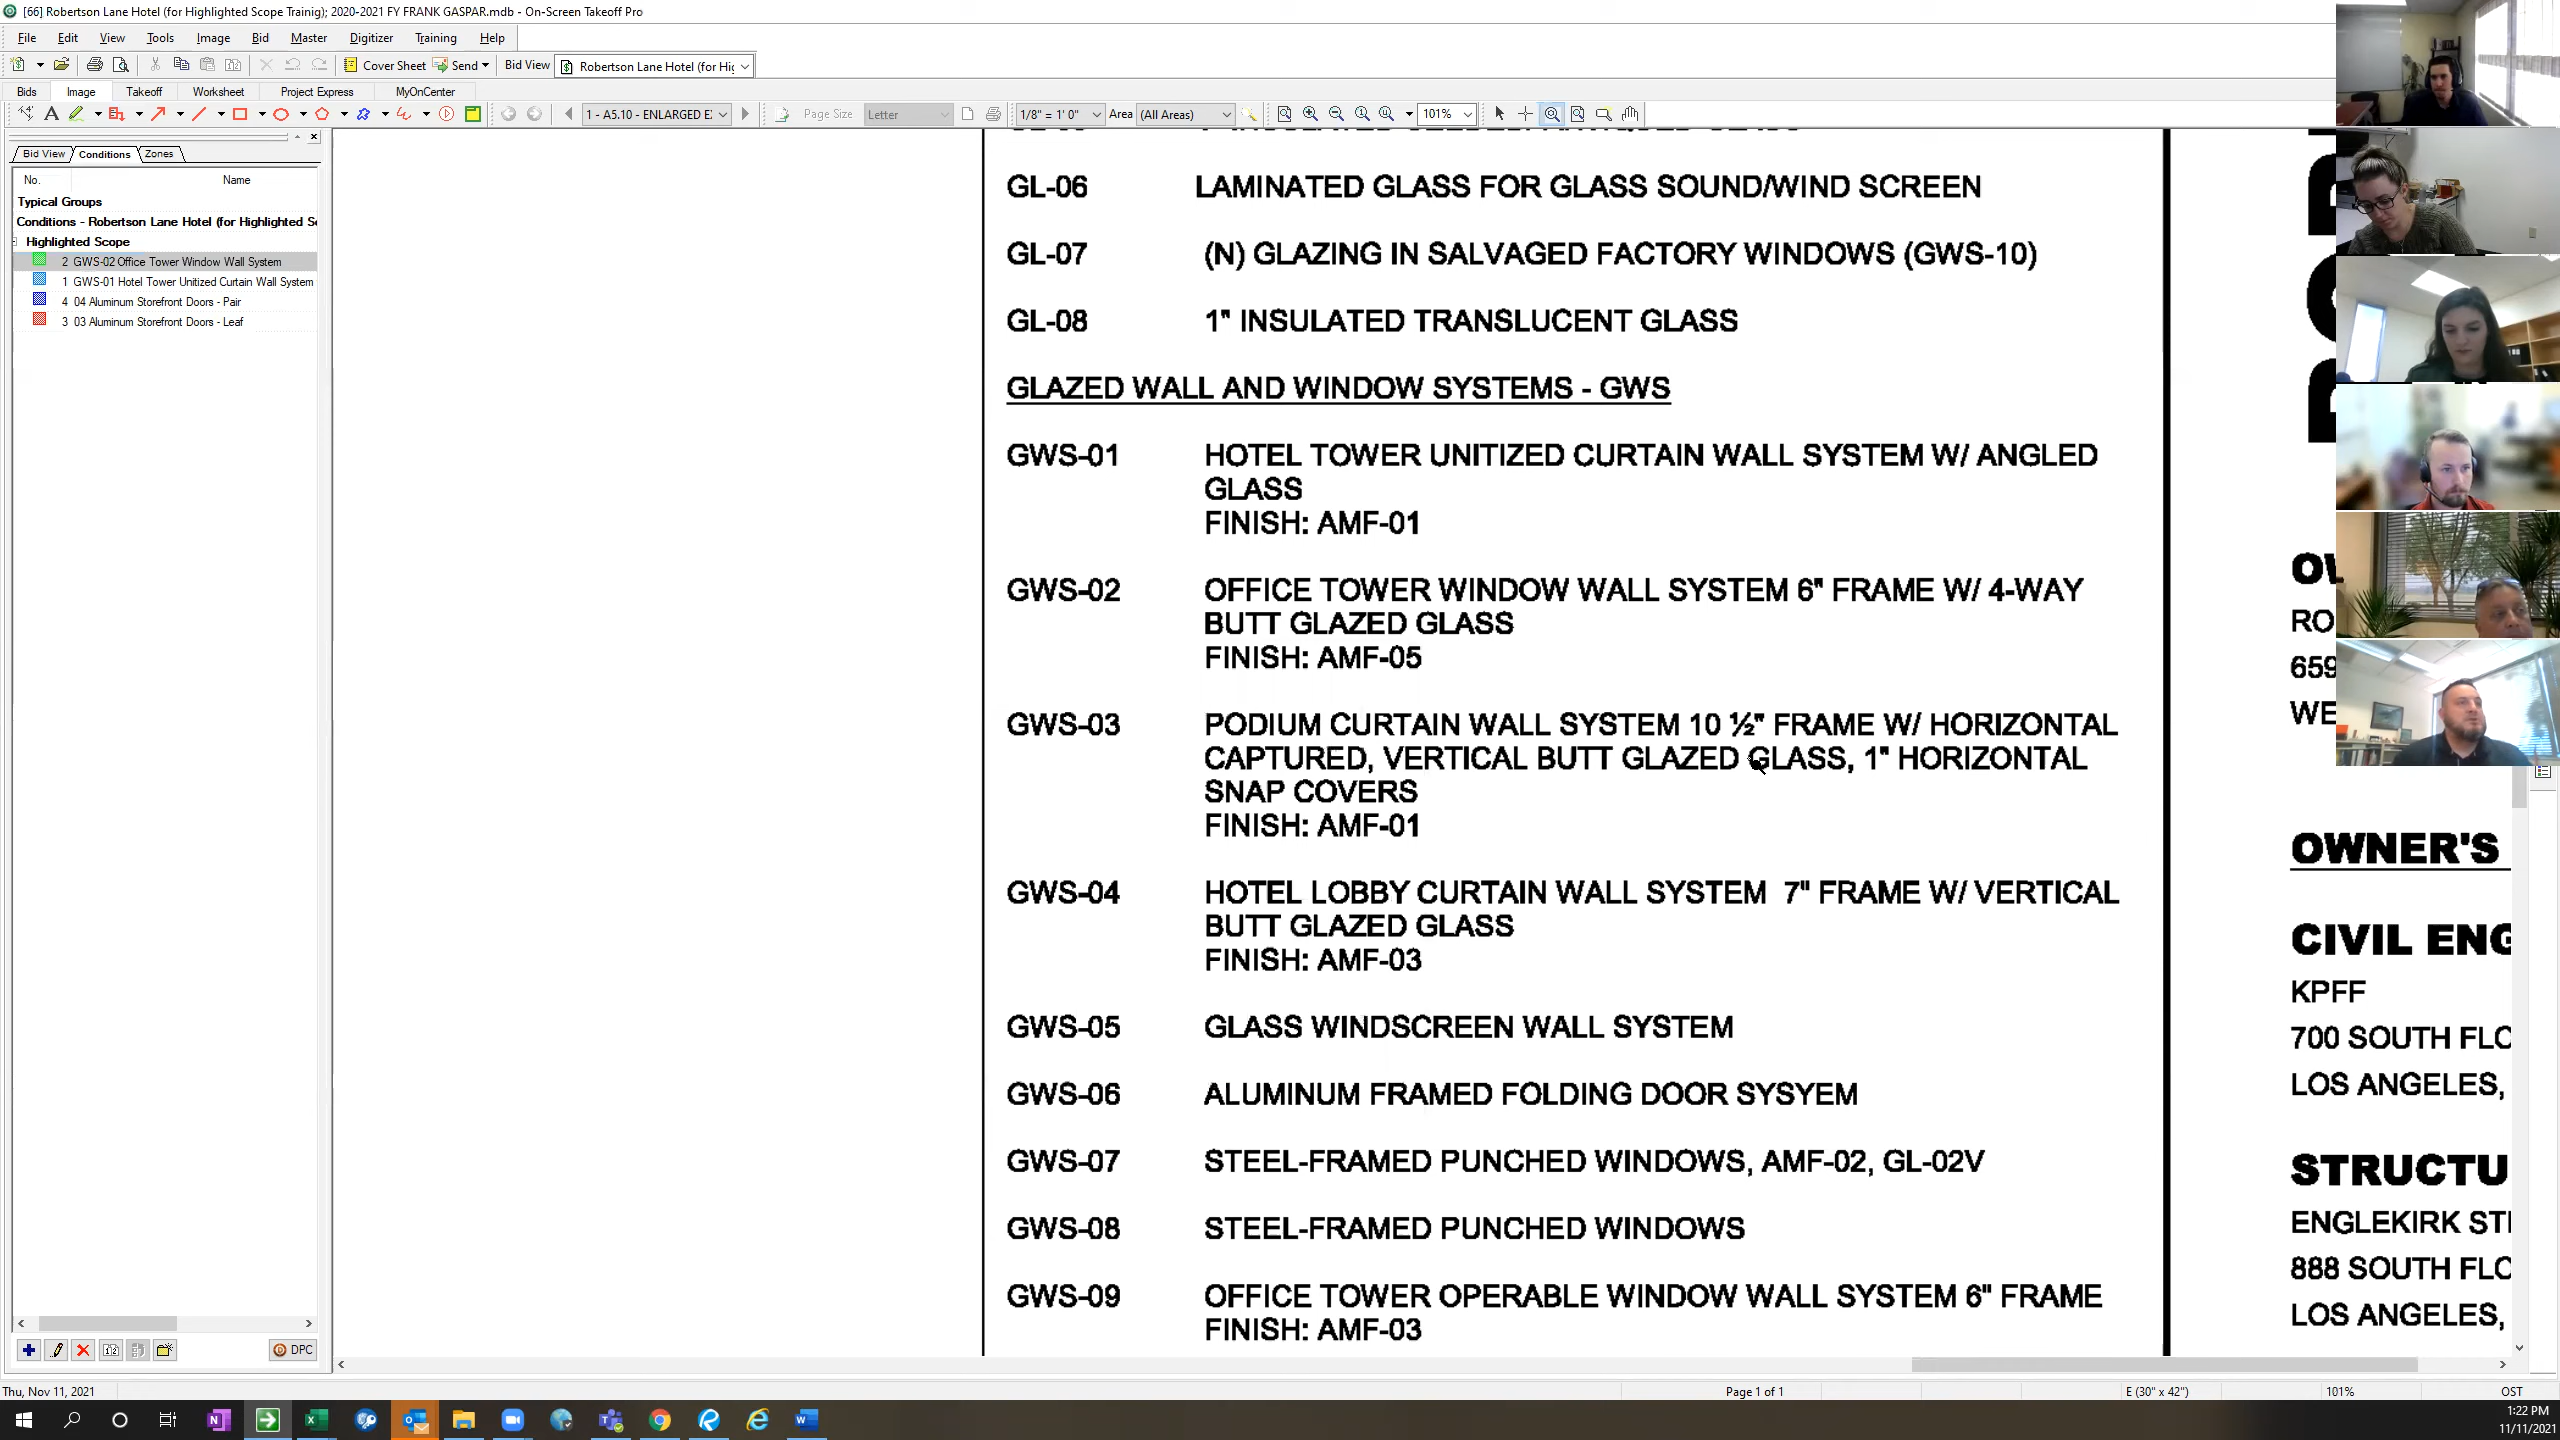 [66] Robertson Lane Hotel (for Highlighted Scope Trainig); 2020-2021 FY FRANK GASPAR.mdb - On-Screen Takeoff Pro
File Edit View Tools Image Bid Master Digitizer Training Help
Cover Sheet Send Bid View Robertson Lane Hotel (for Hig
Bids Image Takeoff Worksheet Project Express MyOnCenter
1 - A5.10 - ENLARGED E Page Size Letter 1/8" = 1' 0" Area (All Areas) 101%
Bid View Conditions Zones
No. Name
Typical Groups
Conditions - Robertson Lane Hotel (for Highlighted S
Highlighted Scope
2 GWS-02 Office Tower Window Wall System
1 GWS-01 Hotel Tower Unitized Curtain Wall System
4 04 Aluminum Storefront Doors - Pair
3 03 Aluminum Storefront Doors - Leaf
GL-06 LAMINATED GLASS FOR GLASS SOUND/WIND SCREEN
GL-07 (N) GLAZING IN SALVAGED FACTORY WINDOWS (GWS-10)
GL-08 1" INSULATED TRANSLUCENT GLASS
GLAZED WALL AND WINDOW SYSTEMS - GWS
GWS-01 HOTEL TOWER UNITIZED CURTAIN WALL SYSTEM W/ ANGLED
GLASS
FINISH: AMF-01
GWS-02 OFFICE TOWER WINDOW WALL SYSTEM 6" FRAME W/ 4-WAY
BUTT GLAZED GLASS
FINISH: AMF-05
GWS-03 PODIUM CURTAIN WALL SYSTEM 10 ½" FRAME W/ HORIZONTAL
CAPTURED, VERTICAL BUTT GLAZED GLASS, 1" HORIZONTAL
SNAP COVERS
FINISH: AMF-01
GWS-04 HOTEL LOBBY CURTAIN WALL SYSTEM 7" FRAME W/ VERTICAL
BUTT GLAZED GLASS
FINISH: AMF-03
GWS-05 GLASS WINDSCREEN WALL SYSTEM
GWS-06 ALUMINUM FRAMED FOLDING DOOR SYSYEM
GWS-07 STEEL-FRAMED PUNCHED WINDOWS, AMF-02, GL-02V
GWS-08 STEEL-FRAMED PUNCHED WINDOWS
GWS-09 OFFICE TOWER OPERABLE WINDOW WALL SYSTEM 6" FRAME
FINISH: AMF-03
RO
659
WE
OWNER'S
CIVIL ENG
KPFF
700 SOUTH FLO
LOS ANGELES,
STRUCTU
ENGLEKIRK ST
888 SOUTH FLO
LOS ANGELES,
DPC
Thu, Nov 11, 2021 Page 1 of 1 E (30" x 42") 101% OST
1:22 PM
11/11/2021